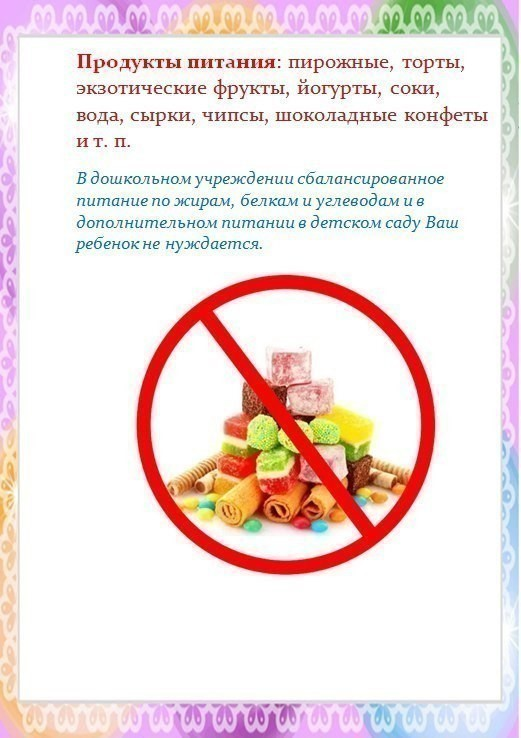 Продукты питания: пирожные, торты,
экзотические фрукты, йогурты, соки,
вода, сырки, чипсы, шоколадные конфеты
и т. п.
В дошкольном учреждении сбалансированное
питание по жирам, белкам и углеводам и в
дополнительном питании в детском саду Ваш
ребенок не нуждается.